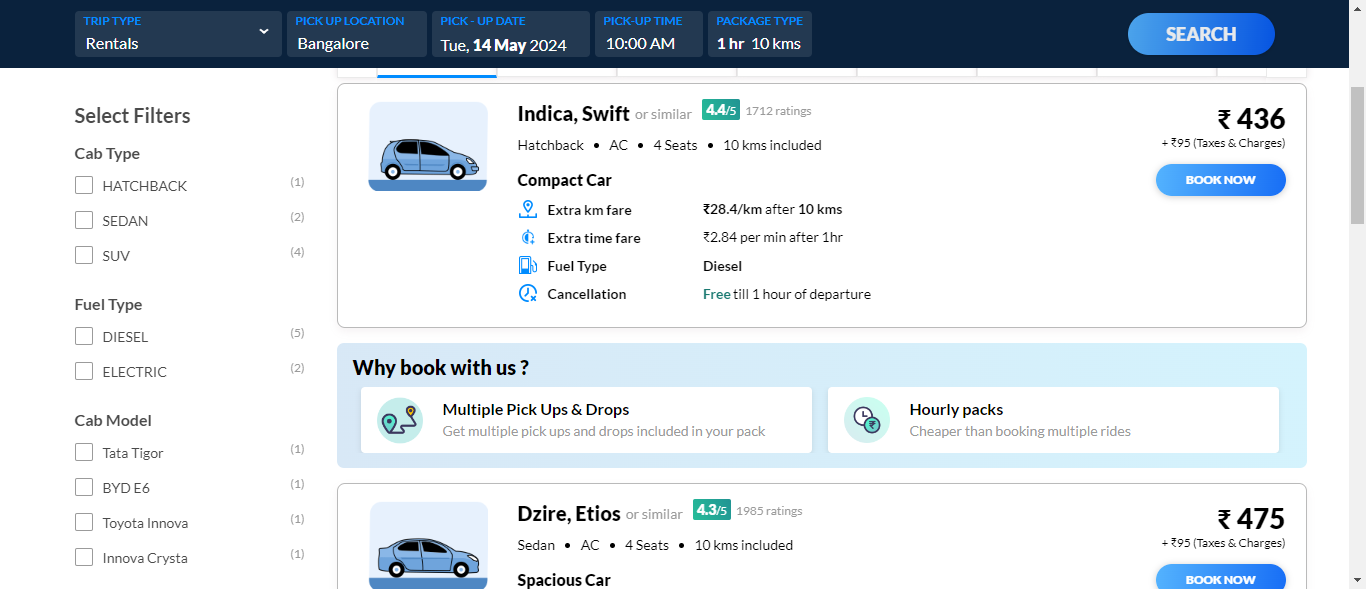 TRIP TYPE
Rentals
PICK UP LOCATION
Bangalore
PICK - UP DATE
Tue, 14 May 2024
PICK-UP TIME
10:00 AM
PACKAGE TYPE
1 hr 10 kms
SEARCH
Select Filters
Cab Type
HATCHBACK (1)
SEDAN (2)
SUV (4)
Fuel Type
DIESEL (5)
ELECTRIC (2)
Cab Model
Tata Tigor (1)
BYD E6 (1)
Toyota Innova (1)
Innova Crysta (1)
Indica, Swift or similar 4.4/5 1712 ratings
Hatchback • AC • 4 Seats • 10 kms included
₹ 436
+ ₹95 (Taxes & Charges)
BOOK NOW
Compact Car
Extra km fare ₹28.4/km after 10 kms
Extra time fare ₹2.84 per min after 1hr
Fuel Type Diesel
Cancellation Free till 1 hour of departure
Why book with us ?
Multiple Pick Ups & Drops
Get multiple pick ups and drops included in your pack
Hourly packs
Cheaper than booking multiple rides
Dzire, Etios or similar 4.3/5 1985 ratings
Sedan • AC • 4 Seats • 10 kms included
₹ 475
+ ₹95 (Taxes & Charges)
Spacious Car
BOOK NOW